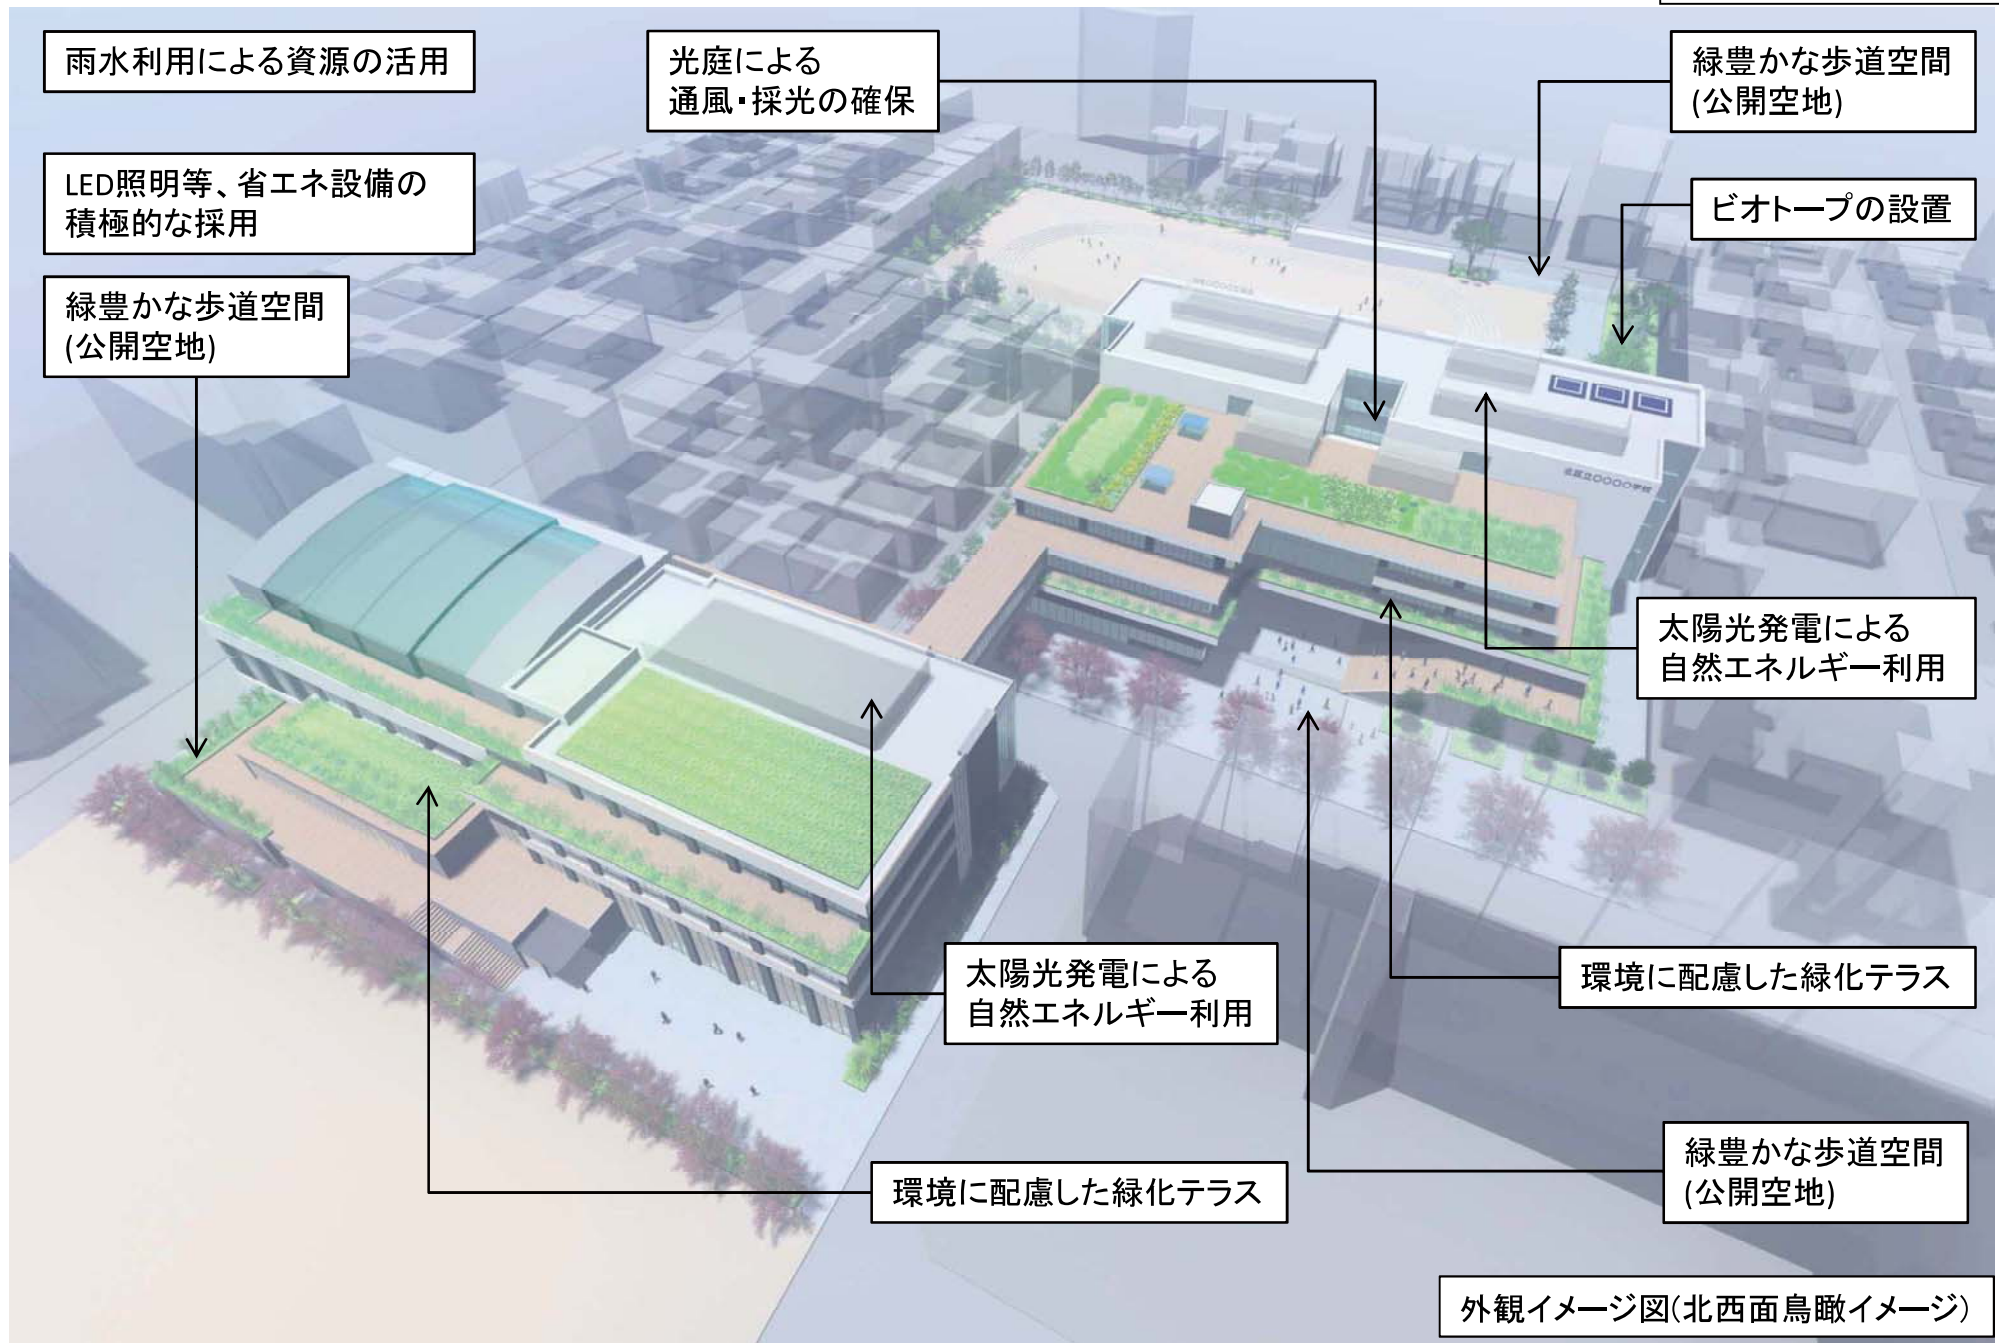 雨水利用による資源の活用
光庭による
通風・採光の確保
緑豊かな歩道空間
(公開空地)
LED照明等、省エネ設備の
積極的な採用
ビオトープの設置
緑豊かな歩道空間
(公開空地)
太陽光発電による
自然エネルギー利用
太陽光発電による
自然エネルギー利用
環境に配慮した緑化テラス
環境に配慮した緑化テラス
緑豊かな歩道空間
(公開空地)
外観イメージ図(北西面鳥瞰イメージ)